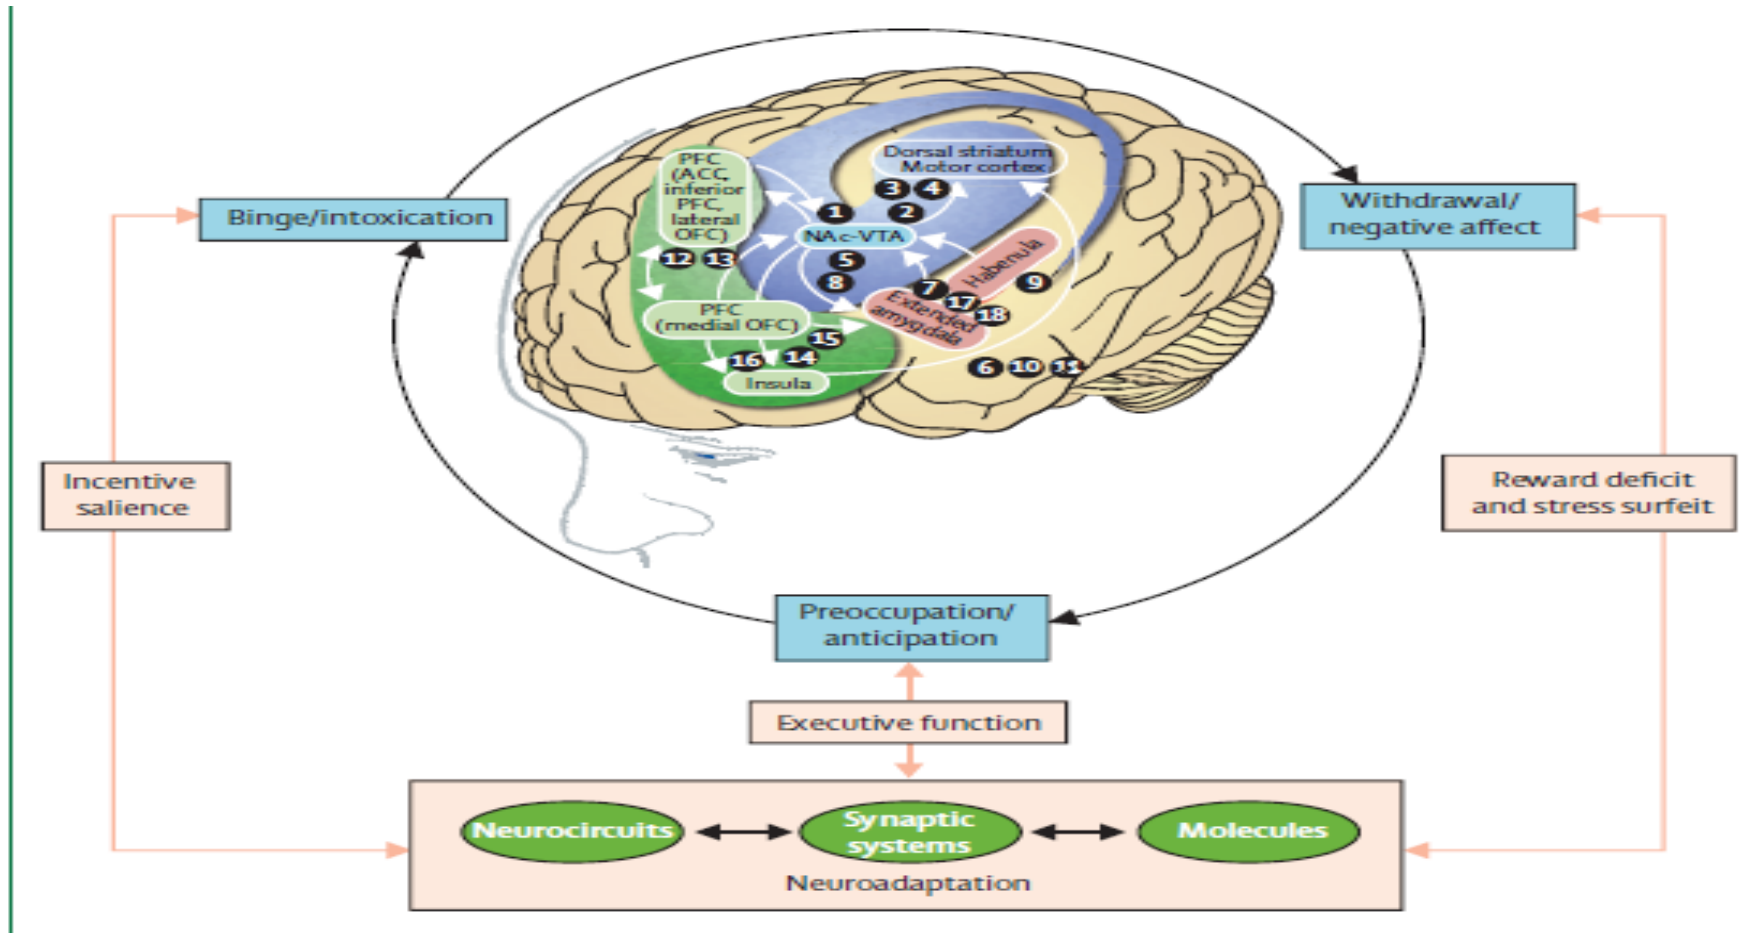 PFC
(ACC,
inferior
PFC,
lateral
OFC)
Dorsal striatum
Motor cortex
3 4
1 2
NAc-VTA
5
8
12 13
Habenula
7 17 9
18
Extended
amygdala
PFC
(medial OFC)
15
16 14
6 10 11
Insula
Binge/intoxication
Withdrawal/
negative affect
Incentive
salience
Reward deficit
and stress surfeit
Preoccupation/
anticipation
Executive function
Neurocircuits
Synaptic
systems
Molecules
Neuroadaptation